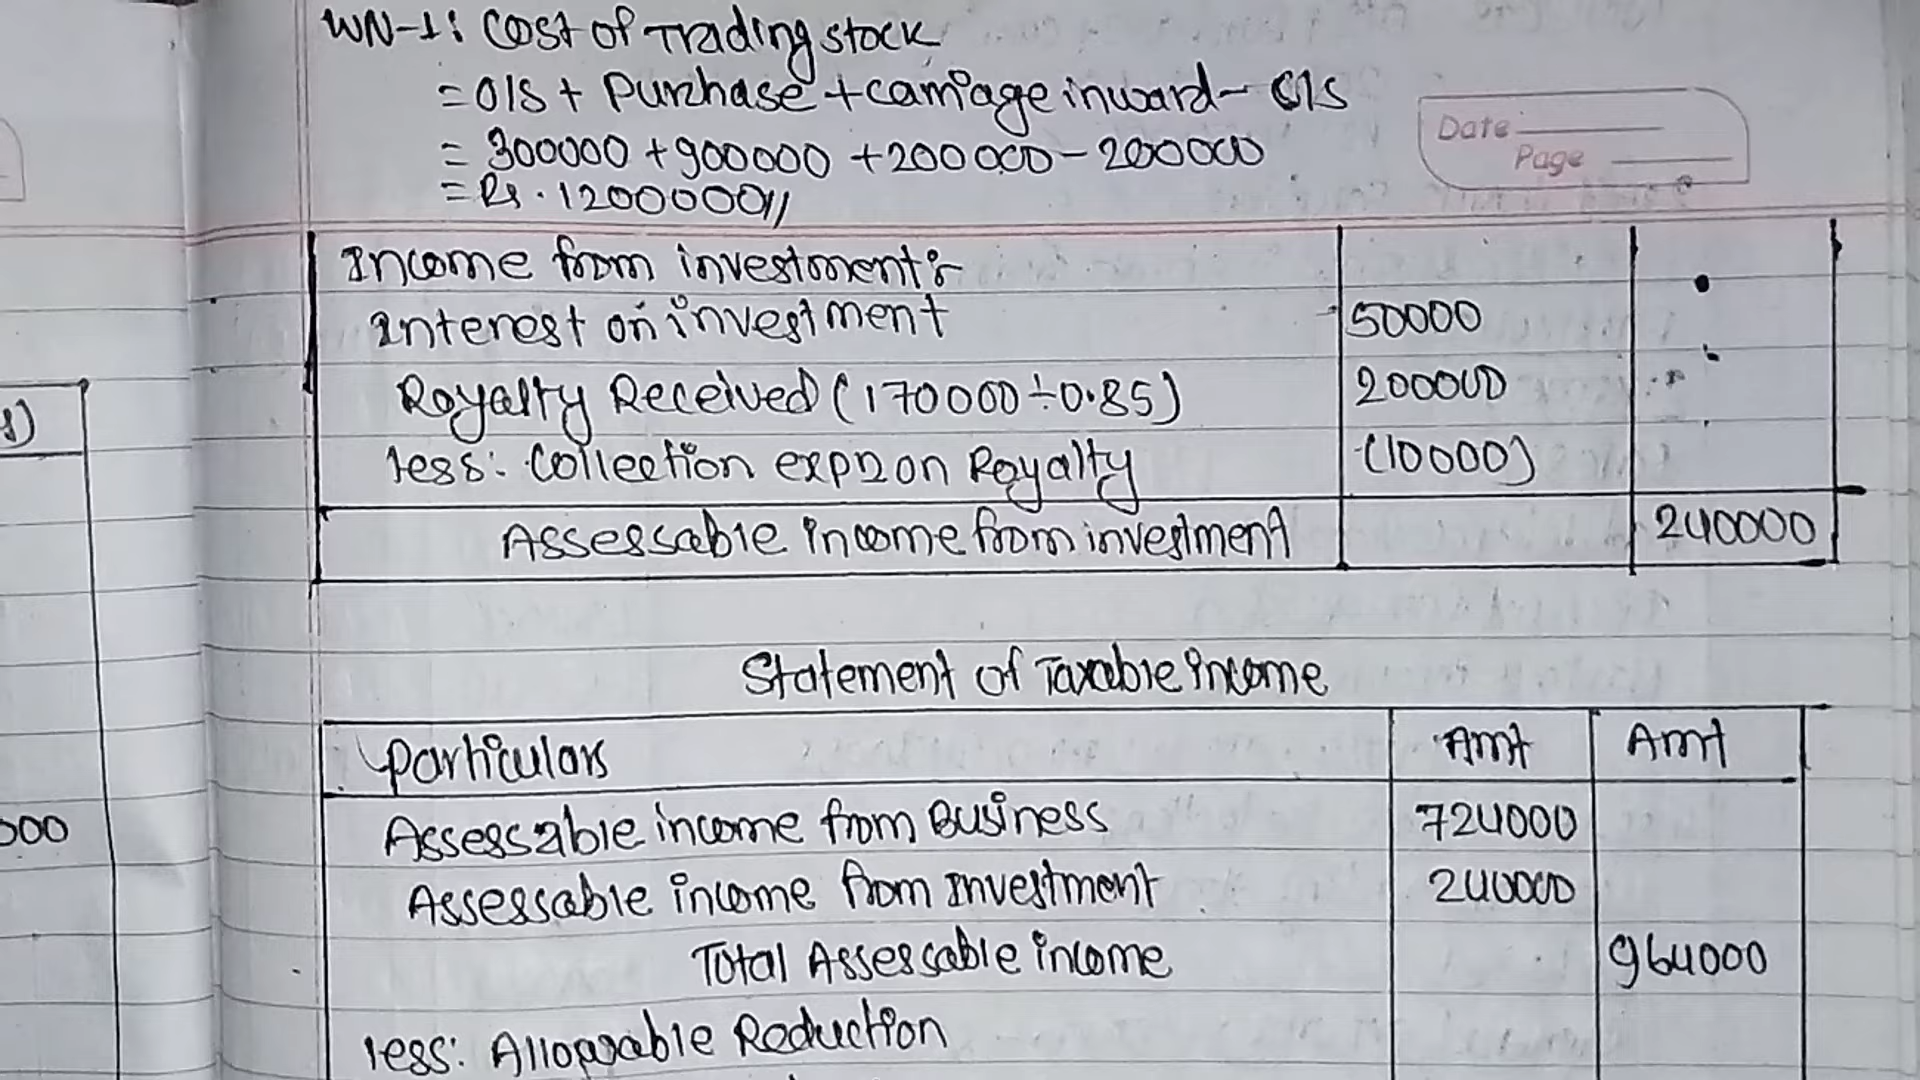 WN-1: Cost of Trading stock
= O/S + Purchase + carriage inward - C/S
= 300000 + 900000 + 200000 - 200000
= Rs. 1200000//
Date
Page
Income from investment:-
Interest on investment 50000
Royalty Received (170000÷0.85) 200000
less: Collection exp on Royalty (10000)
Assessable income from investment 240000
Statement of Taxable income
Particulars Amt Amt
Assessable income from Business 724000
Assessable income from Investment 240000
Total Assessable income 964000
less: Allowable Reduction
000